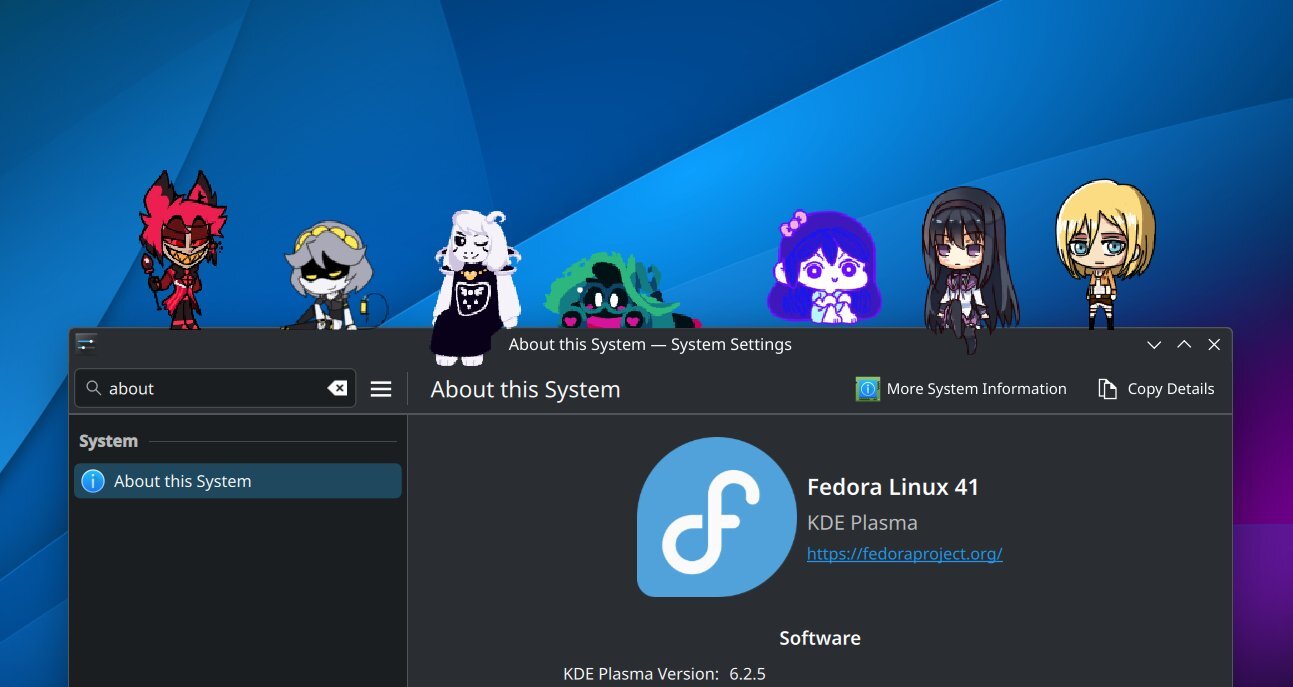 About this System — System Settings
about
About this System
More System Information
Copy Details
System
About this System
Fedora Linux 41
KDE Plasma
https://fedoraproject.org/
Software
KDE Plasma Version: 6.2.5